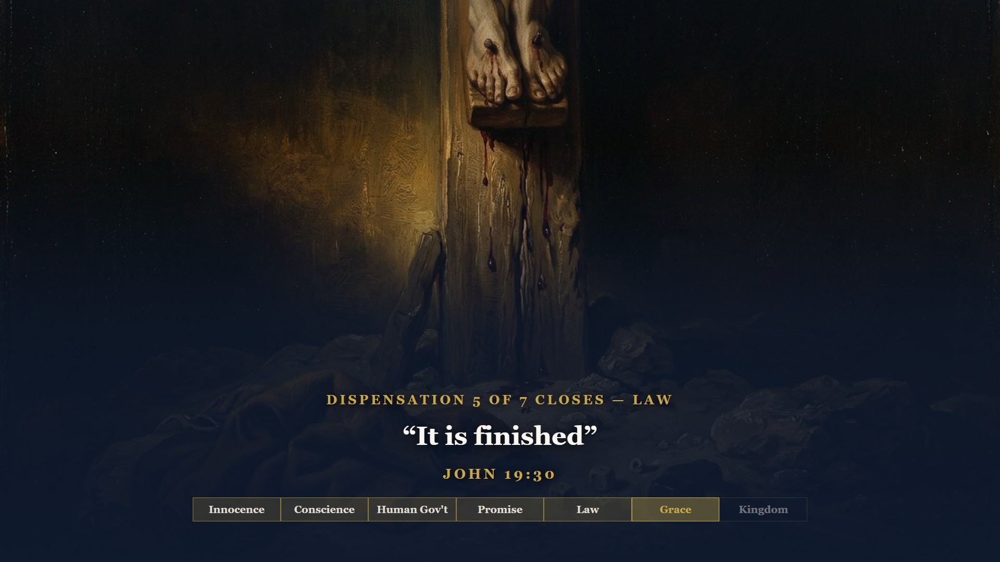 DISPENSATION 5 OF 7 CLOSES — LAW
“It is finished”
JOHN 19:30
Innocence Conscience Human Gov't Promise Law Grace Kingdom